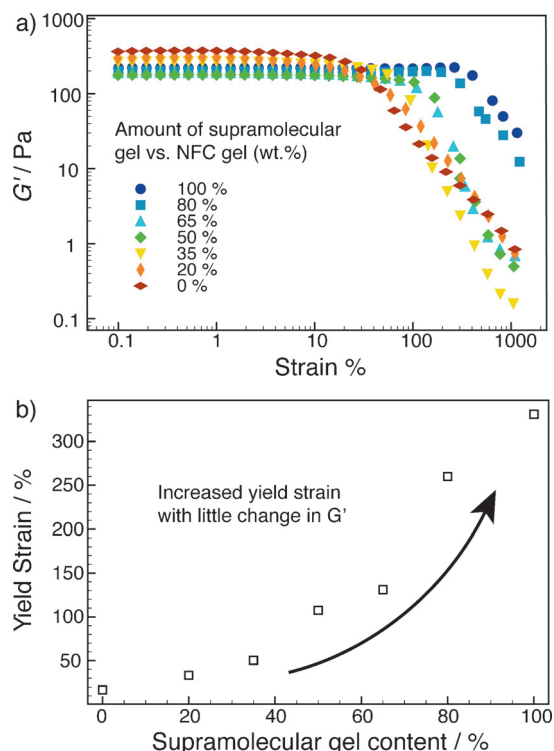 a)
1000
100
10
1
0.1
G'/ Pa
Amount of supramolecular
gel vs. NFC gel (wt.%)
100 %
80 %
65 %
50 %
35 %
20 %
0 %
0.1 1 10 100 1000
Strain %
b)
300
250
200
150
100
50
Yield Strain / %
Increased yield strain
with little change in G'
0 20 40 60 80 100
Supramolecular gel content / %